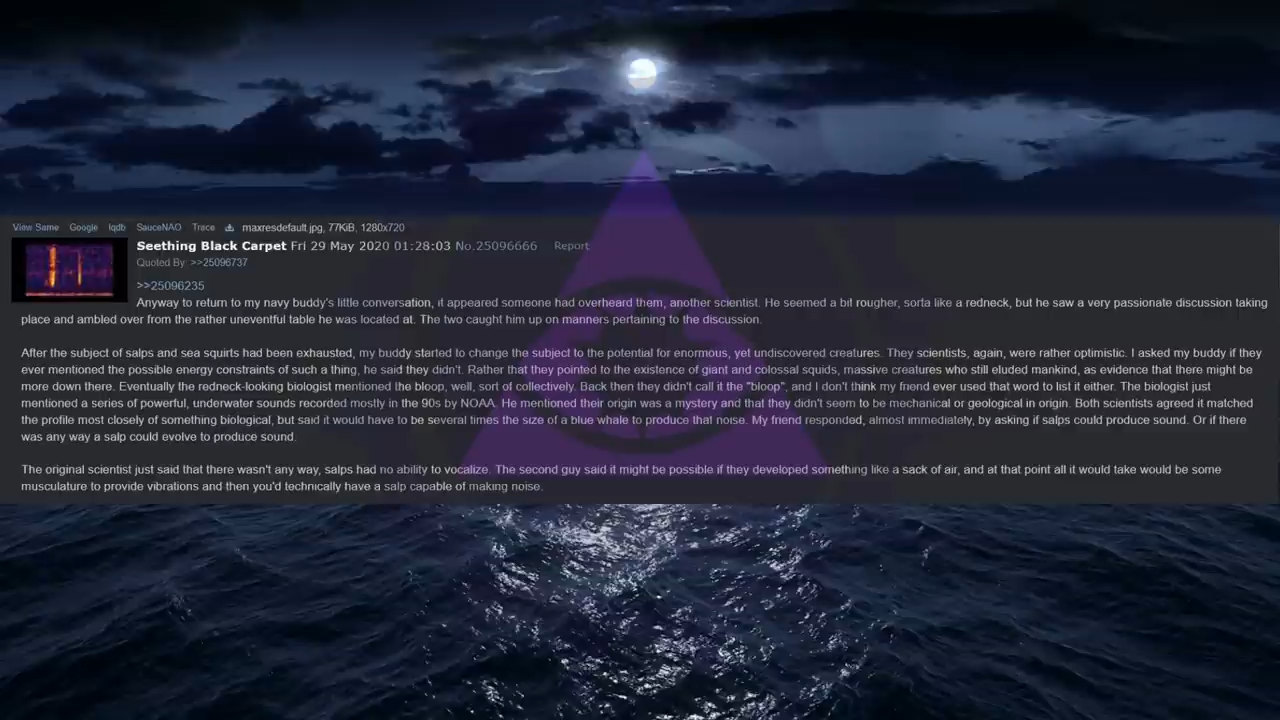 View Same Google Iqdb SauceNAO Trace maxresdefault.jpg, 77KiB, 1280x720
Seething Black Carpet Fri 29 May 2020 01:28:03 No.25096666 Report
Quoted By: >>25096737
>>25096235
Anyway to return to my navy buddy's little conversation, it appeared someone had overheard them, another scientist. He seemed a bit rougher, sorta like a redneck, but he saw a very passionate discussion taking
place and ambled over from the rather uneventful table he was located at. The two caught him up on manners pertaining to the discussion.
After the subject of salps and sea squirts had been exhausted, my buddy started to change the subject to the potential for enormous, yet undiscovered creatures. They scientists, again, were rather optimistic. I asked my buddy if they
ever mentioned the possible energy constraints of such a thing, he said they didn't. Rather that they pointed to the existence of giant and colossal squids, massive creatures who still eluded mankind, as evidence that there might be
more down there. Eventually the redneck-looking biologist mentioned the bloop, well, sort of collectively. Back then they didn't call it the "bloop", and I don't think my friend ever used that word to list it either. The biologist just
mentioned a series of powerful, underwater sounds recorded mostly in the 90s by NOAA. He mentioned their origin was a mystery and that they didn't seem to be mechanical or geological in origin. Both scientists agreed it matched
the profile most closely of something biological, but said it would have to be several times the size of a blue whale to produce that noise. My friend responded, almost immediately, by asking if salps could produce sound. Or if there
was any way a salp could evolve to produce sound.
The original scientist just said that there wasn't any way, salps had no ability to vocalize. The second guy said it might be possible if they developed something like a sack of air, and at that point all it would take would be some
musculature to provide vibrations and then you'd technically have a salp capable of making noise.